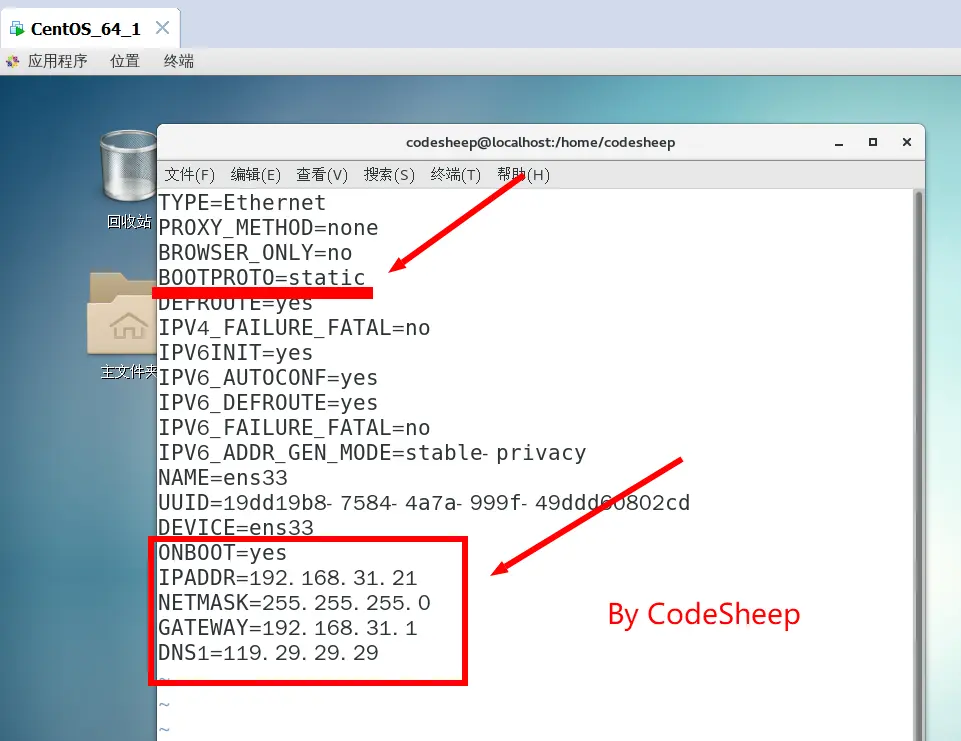 CentOS_64_1
应用程序 位置 终端
codesheep@localhost:/home/codesheep
文件(F) 编辑(E) 查看(V) 搜索(S) 终端(T) 帮助(H)
回收站
主文件夹
TYPE=Ethernet
PROXY_METHOD=none
BROWSER_ONLY=no
BOOTPROTO=static
DEFROUTE=yes
IPV4_FAILURE_FATAL=no
IPV6INIT=yes
IPV6_AUTOCONF=yes
IPV6_DEFROUTE=yes
IPV6_FAILURE_FATAL=no
IPV6_ADDR_GEN_MODE=stable-privacy
NAME=ens33
UUID=19dd19b8-7584-4a7a-999f-49ddd60802cd
DEVICE=ens33
ONBOOT=yes
IPADDR=192.168.31.21
NETMASK=255.255.255.0
GATEWAY=192.168.31.1
DNS1=119.29.29.29
~
~
~
By CodeSheep